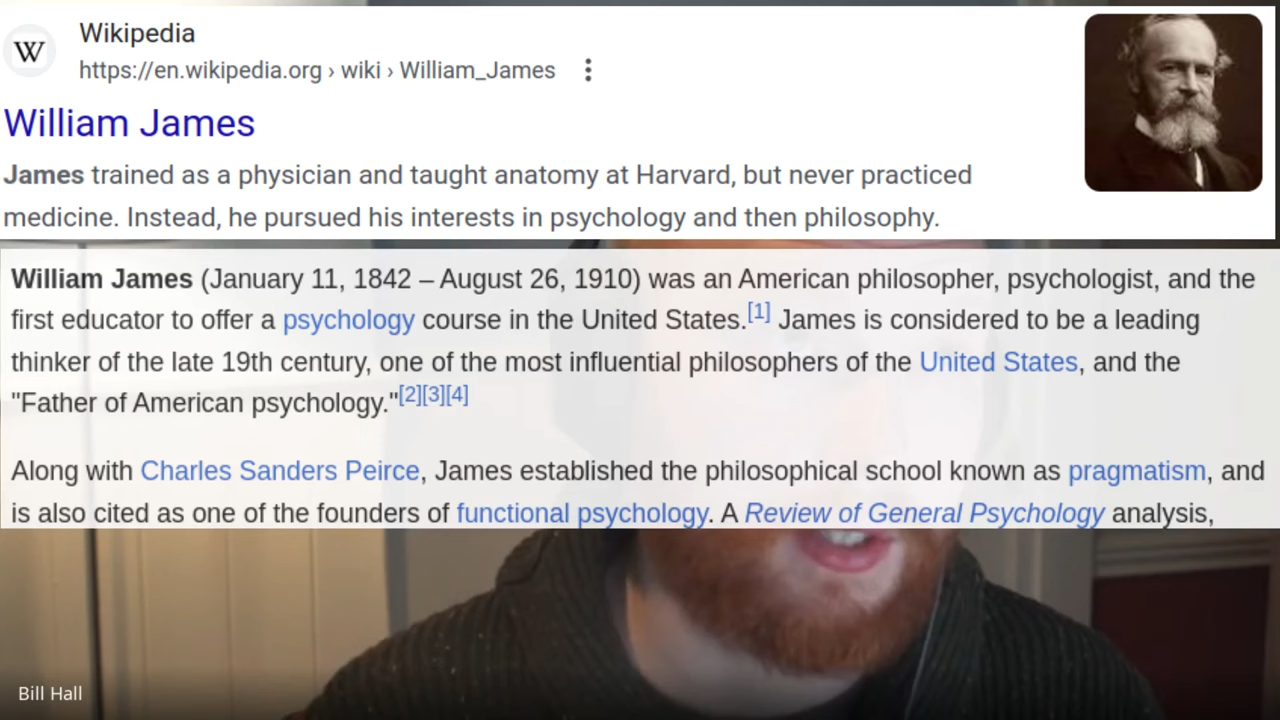 Wikipedia
W
https://en.wikipedia.org › wiki › William_James
William James
James trained as a physician and taught anatomy at Harvard, but never practiced
medicine. Instead, he pursued his interests in psychology and then philosophy.
William James (January 11, 1842 – August 26, 1910) was an American philosopher, psychologist, and the
first educator to offer a psychology course in the United States.[1] James is considered to be a leading
thinker of the late 19th century, one of the most influential philosophers of the United States, and the
"Father of American psychology."[2][3][4]
Along with Charles Sanders Peirce, James established the philosophical school known as pragmatism, and
is also cited as one of the founders of functional psychology. A Review of General Psychology analysis,
Bill Hall